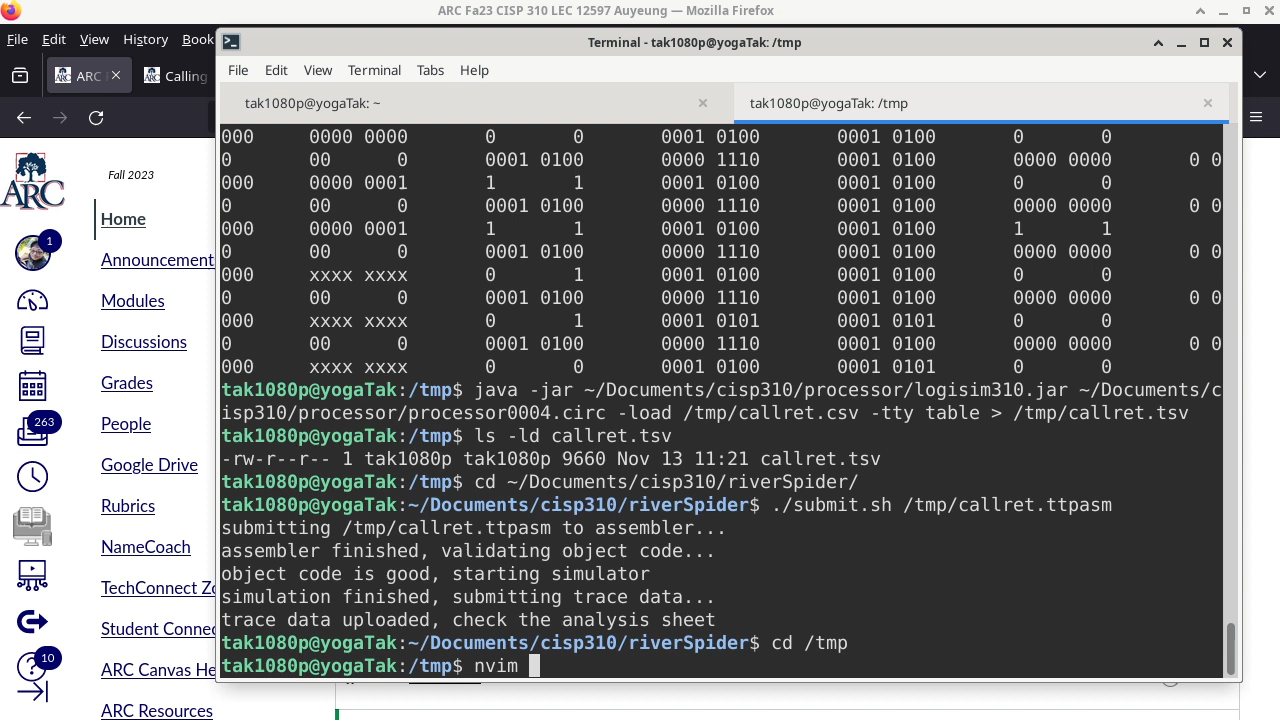 ARC Fa23 CISP 310 LEC 12597 Auyeung — Mozilla Firefox
File Edit View History Book
ARC
Calling
Terminal - tak1080p@yogaTak: /tmp
File Edit View Terminal Tabs Help
tak1080p@yogaTak: ~
tak1080p@yogaTak: /tmp
000 0000 0000 0 0 0001 0100 0001 0100 0 0
0 00 0 0001 0100 0000 1110 0001 0100 0000 0000 0 0
000 0000 0001 1 1 0001 0100 0001 0100 0 0
0 00 0 0001 0100 0000 1110 0001 0100 0000 0000 0 0
000 0000 0001 1 1 0001 0100 0001 0100 1 1
0 00 0 0001 0100 0000 1110 0001 0100 0000 0000 0 0
000 xxxx xxxx 0 1 0001 0100 0001 0100 0 0
0 00 0 0001 0100 0000 1110 0001 0100 0000 0000 0 0
000 xxxx xxxx 0 1 0001 0101 0001 0101 0 0
0 00 0 0001 0100 0000 1110 0001 0100 0000 0000 0 0
000 xxxx xxxx 0 0 0001 0100 0001 0101 0 0
tak1080p@yogaTak:/tmp$ java -jar ~/Documents/cisp310/processor/logisim310.jar ~/Documents/c
isp310/processor/processor0004.circ -load /tmp/callret.csv -tty table > /tmp/callret.tsv
tak1080p@yogaTak:/tmp$ ls -ld callret.tsv
-rw-r--r-- 1 tak1080p tak1080p 9660 Nov 13 11:21 callret.tsv
tak1080p@yogaTak:/tmp$ cd ~/Documents/cisp310/riverSpider/
tak1080p@yogaTak:~/Documents/cisp310/riverSpider$ ./submit.sh /tmp/callret.ttpasm
submitting /tmp/callret.ttpasm to assembler...
assembler finished, validating object code...
object code is good, starting simulator
simulation finished, submitting trace data...
trace data uploaded, check the analysis sheet
tak1080p@yogaTak:~/Documents/cisp310/riverSpider$ cd /tmp
tak1080p@yogaTak:/tmp$ nvim
ARC
1
263
10
Fall 2023
Home
Announcement
Modules
Discussions
Grades
People
Google Drive
Rubrics
NameCoach
TechConnect Zo
Student Connec
ARC Canvas He
ARC Resources